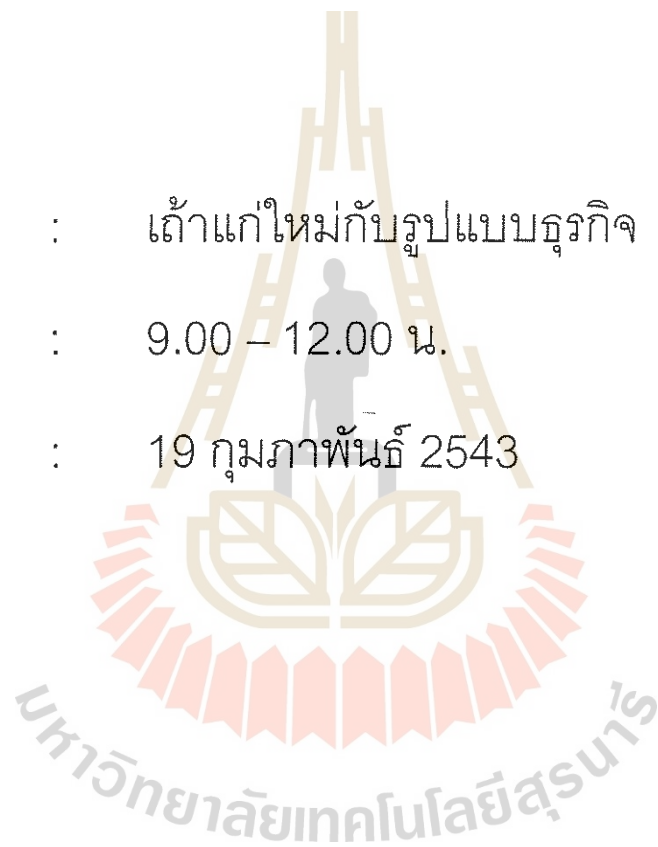 : เถ้าแก่ใหม่กับรูปแบบธุรกิจ
: 9.00 – 12.00 น.
: 19 กุมภาพันธ์ 2543
มหาวิทยาลัยเทคโนโลยีสุรนารี